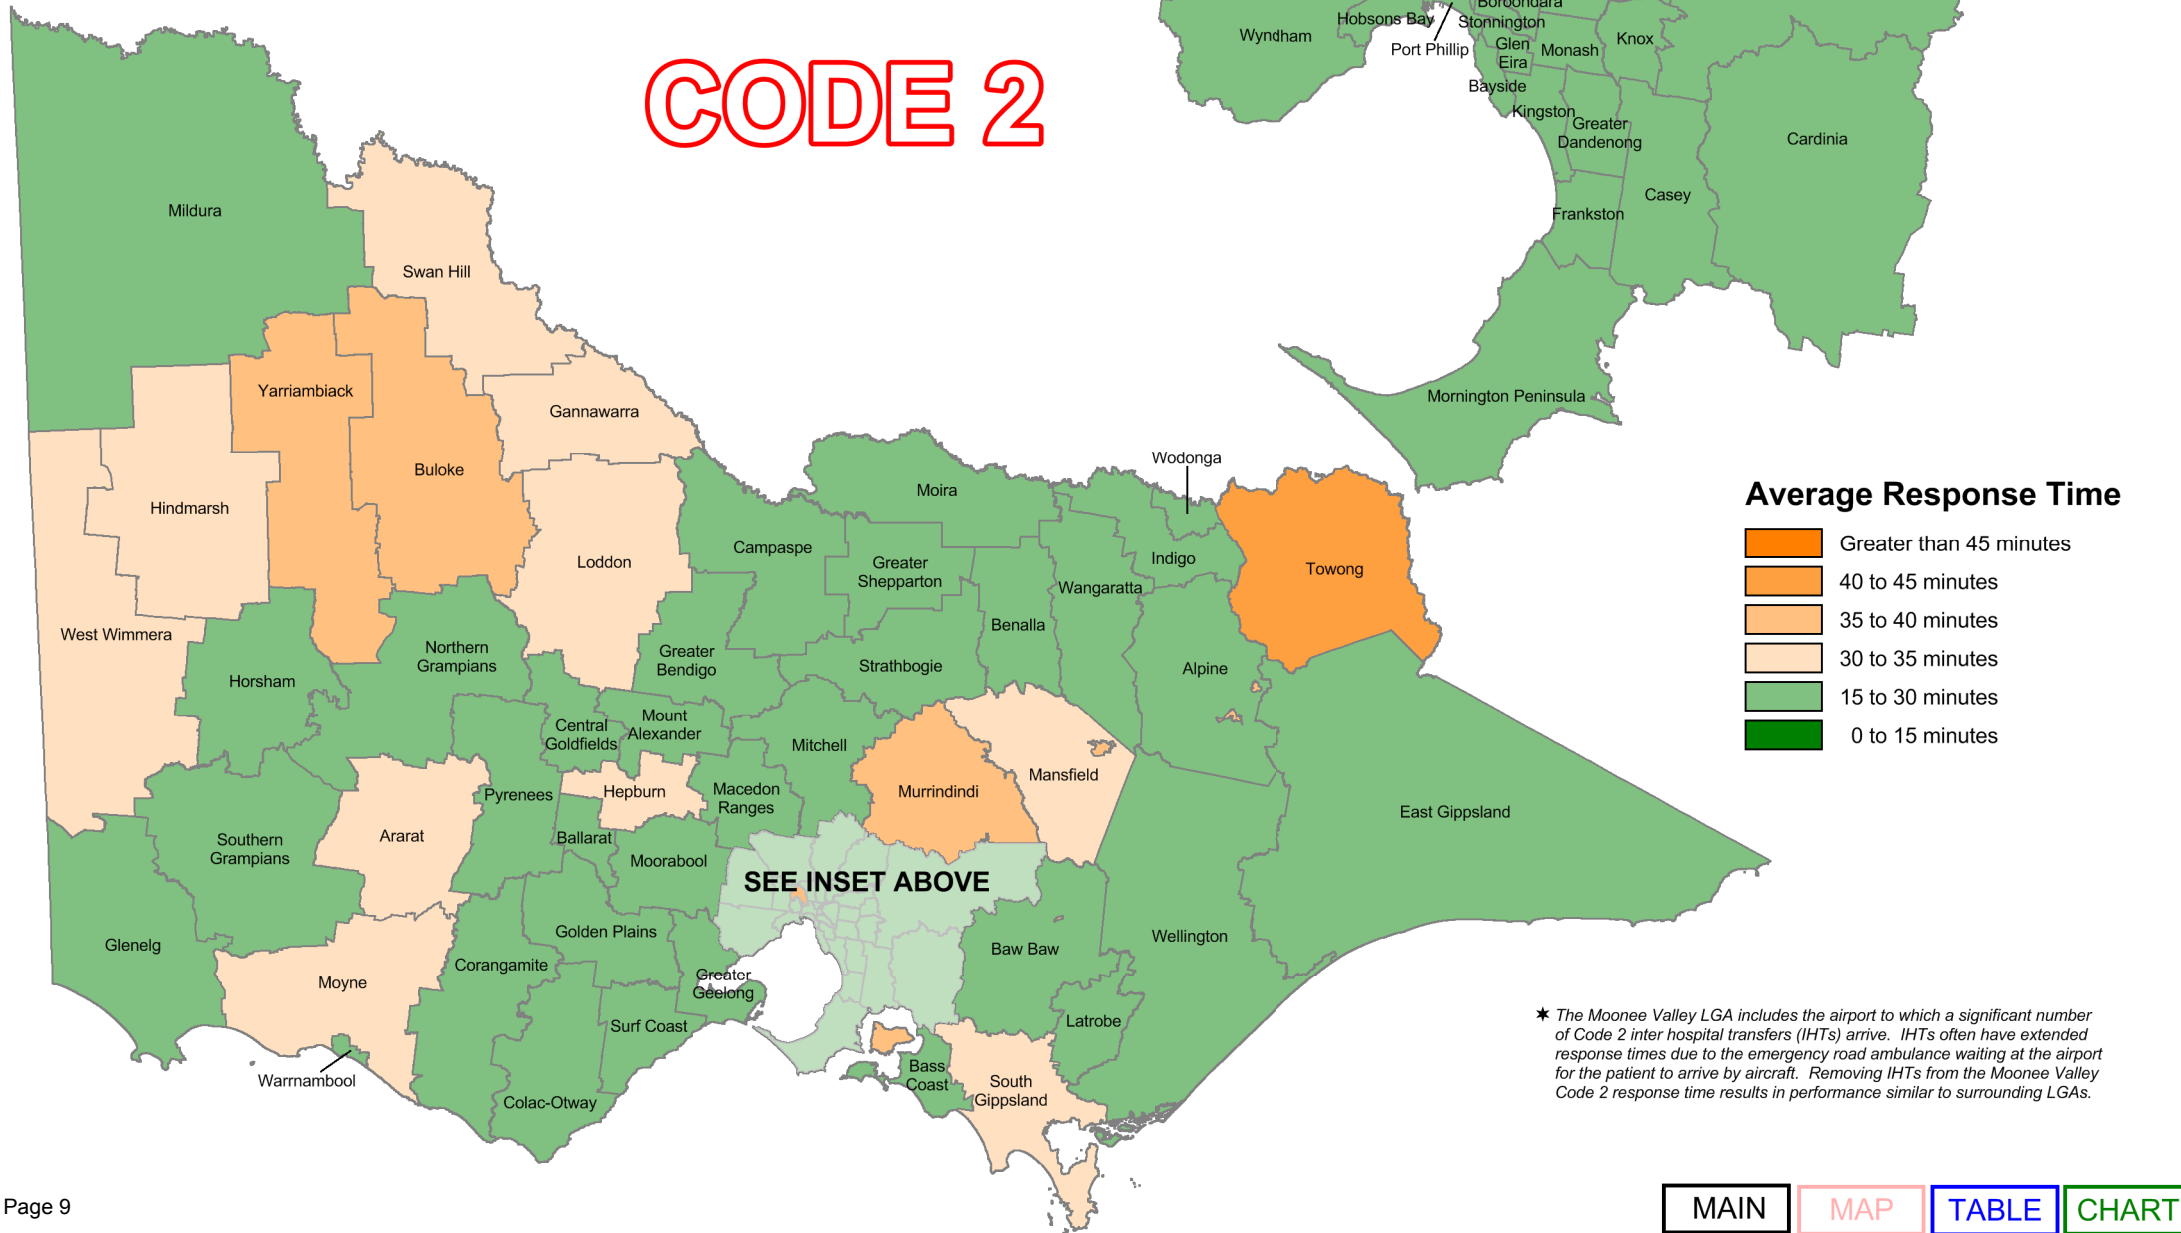 Boroondara
Hobsons Bay
Stonnington
Wyndham
Port Phillip
Glen
Eira
Monash
Knox
Bayside
Kingston
Greater
Dandenong
Cardinia
Casey
Frankston
Mornington Peninsula
CODE 2
Mildura
Swan Hill
Yarriambiack
Gannawarra
Buloke
Hindmarsh
Loddon
West Wimmera
Horsham
Northern
Grampians
Moira
Wodonga
Campaspe
Greater
Shepparton
Indigo
Wangaratta
Towong
Benalla
Greater
Bendigo
Strathbogie
Alpine
Central
Goldfields
Mount
Alexander
Mitchell
Mansfield
Murrindindi
Hepburn
Macedon
Ranges
Pyrenees
East Gippsland
Ararat
Southern
Grampians
Ballarat
Moorabool
SEE INSET ABOVE
Glenelg
Golden Plains
Baw Baw
Wellington
Corangamite
Moyne
Greater
Geelong
Surf Coast
Latrobe
Warrnambool
Bass
Coast
South
Gippsland
Colac-Otway
Average Response Time
Greater than 45 minutes
40 to 45 minutes
35 to 40 minutes
30 to 35 minutes
15 to 30 minutes
0 to 15 minutes
✶ The Moonee Valley LGA includes the airport to which a significant number
of Code 2 inter hospital transfers (IHTs) arrive.  IHTs often have extended
response times due to the emergency road ambulance waiting at the airport
for the patient to arrive by aircraft.  Removing IHTs from the Moonee Valley
Code 2 response time results in performance similar to surrounding LGAs.
Page 9
MAIN
MAP
TABLE
CHART